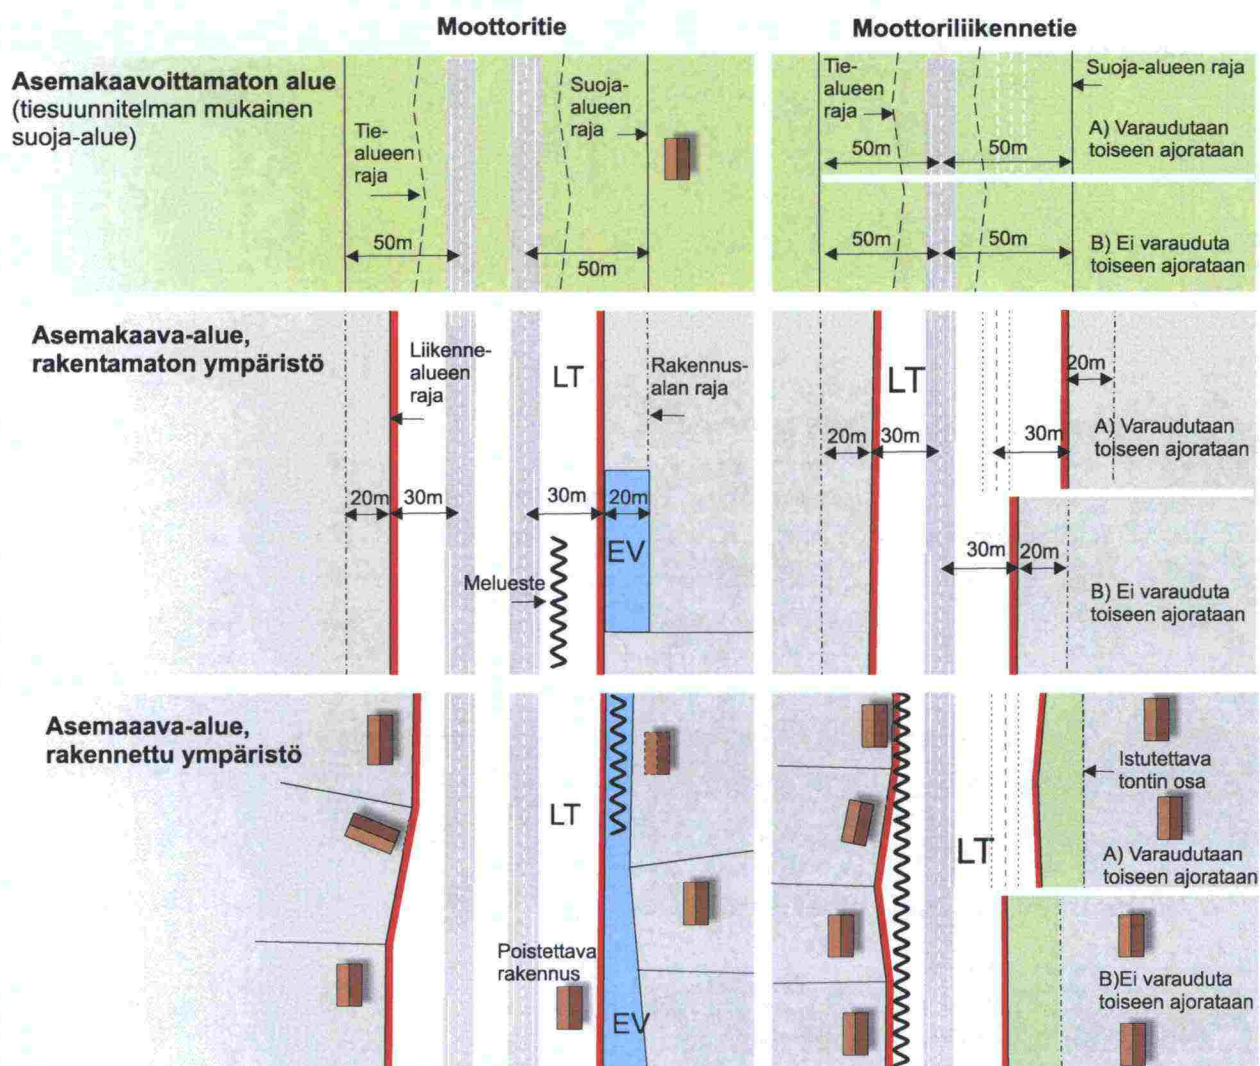 Moottoritie
Moottoriliikennetie
Asemakaavoittamaton alue
(tiesuunnitelman mukainen
suoja-alue)
Tie-
alueen
raja
50m
Suoja-
alueen
raja
50m
Tie-
alueen
raja
50m
50m
Suoja-alueen raja
A) Varaudutaan
toiseen ajorataan
50m
50m
B) Ei varauduta
toiseen ajorataan
Asemakaava-alue,
rakentamaton ympäristö
Liikenne-
alueen
raja
LT
Rakennus-
alan raja
20m
30m
30m
20m
EV
Melueste
LT
20m
30m
30m
20m
A) Varaudutaan
toiseen ajorataan
30m
20m
B) Ei varauduta
toiseen ajorataan
Asemaaava-alue,
rakennettu ympäristö
LT
Poistettava
rakennus
EV
LT
Istutettava
tontin osa
A) Varaudutaan
toiseen ajorataan
B)Ei varauduta
toiseen ajorataan